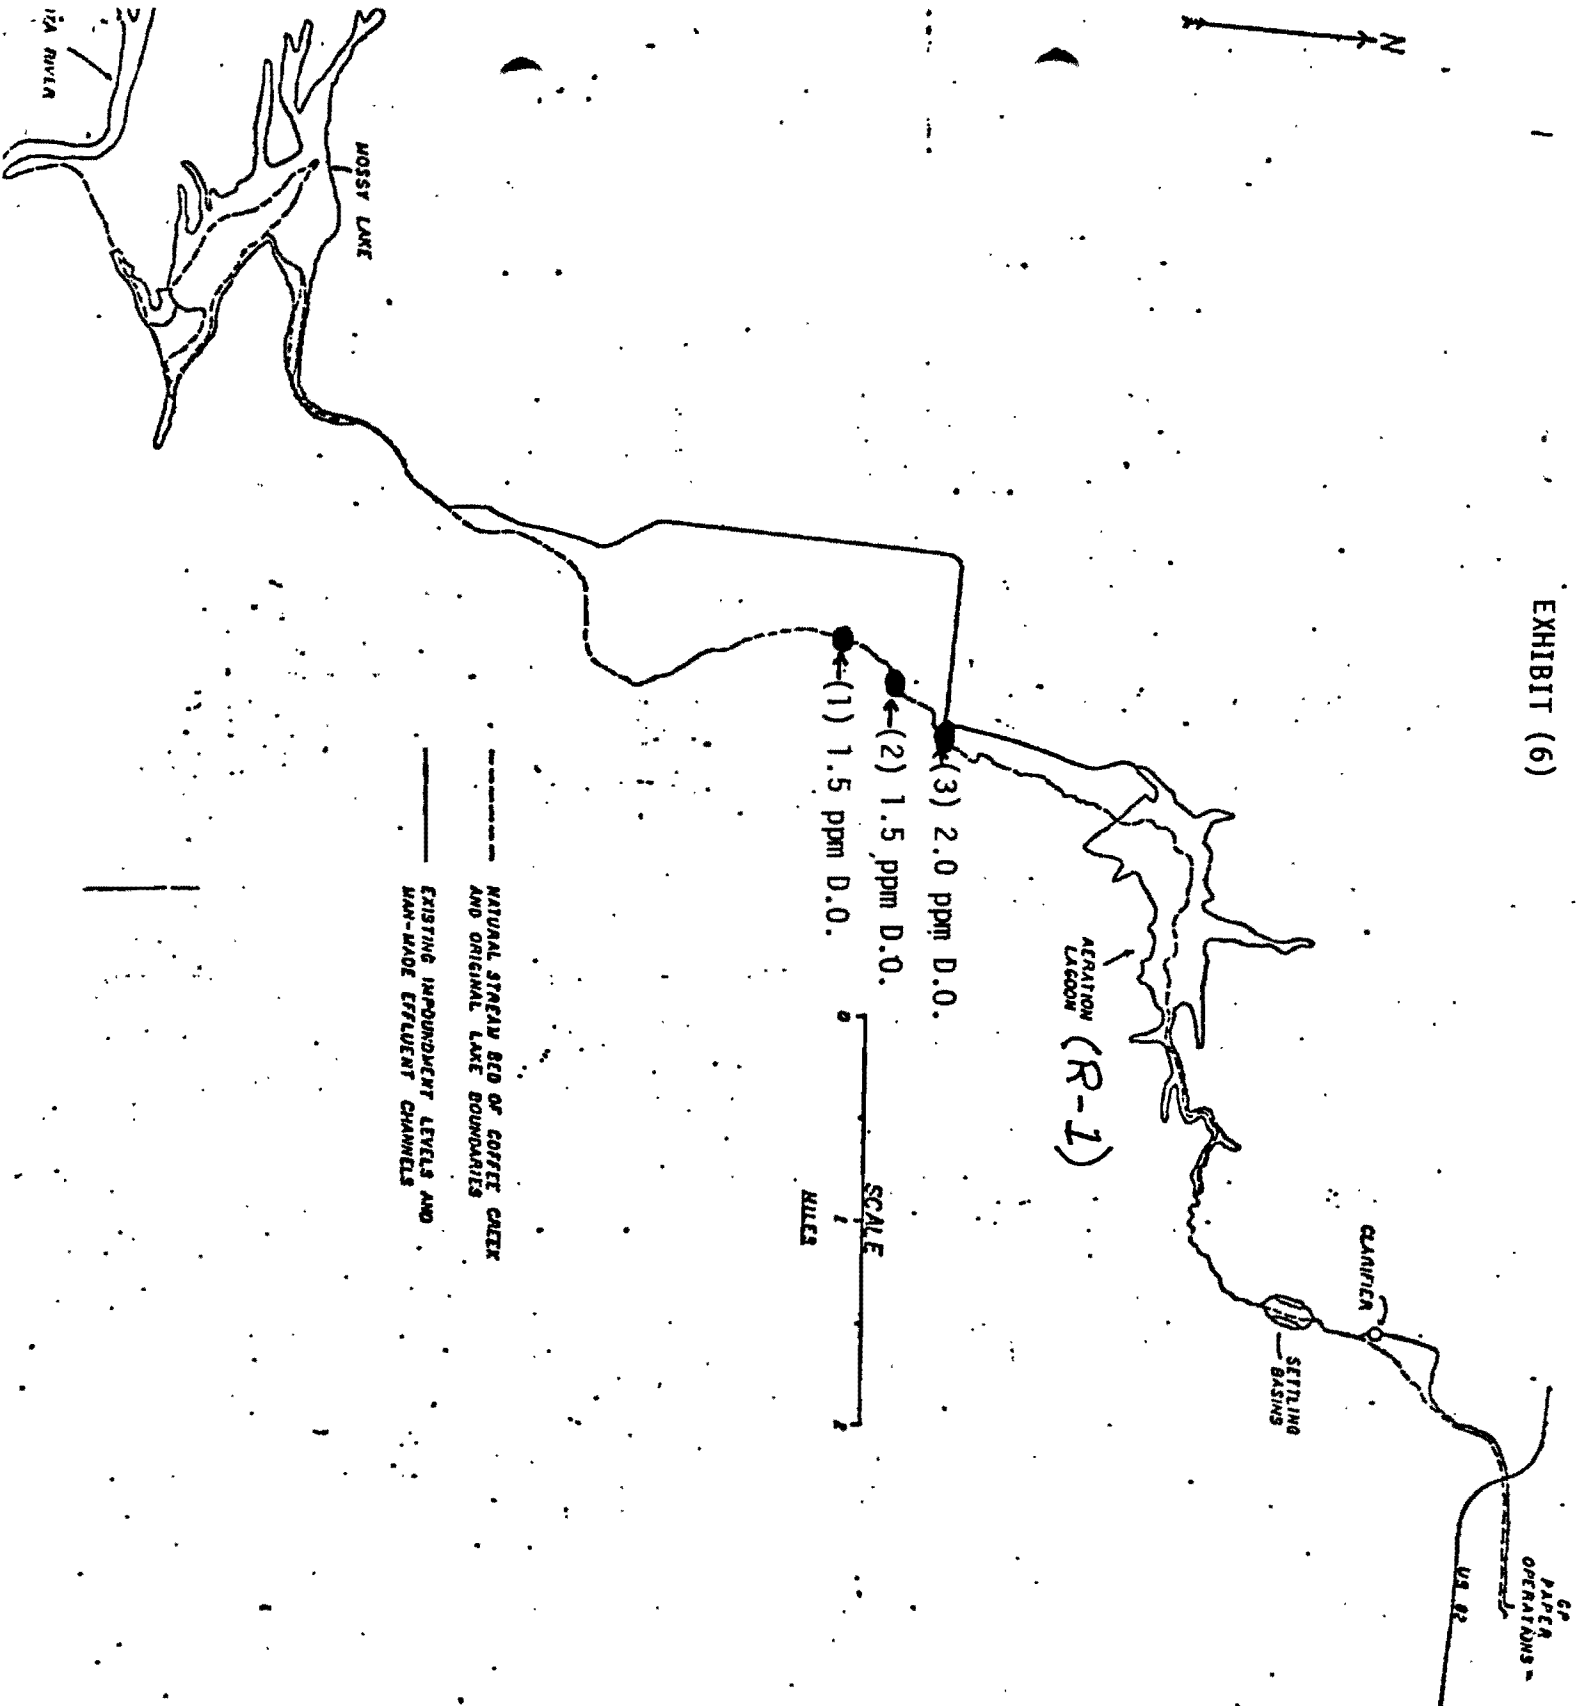 EXHIBIT (6)
N
GP
PAPER
OPERATIONS
US 82
CLARIFIER
SETTLING
BASINS
AERATION
LAGOON
(R-1)
(3) 2.0 ppm D.O.
(2) 1.5 ppm D.O.
(1) 1.5 ppm D.O.
0
1
2
SCALE
MILES
NATURAL STREAM BED OF COFFEE CREEK
AND ORIGINAL LAKE BOUNDARIES
EXISTING IMPOUNDMENT LEVELS AND
MAN-MADE EFFLUENT CHANNELS
MOSSY LAKE
RIVER